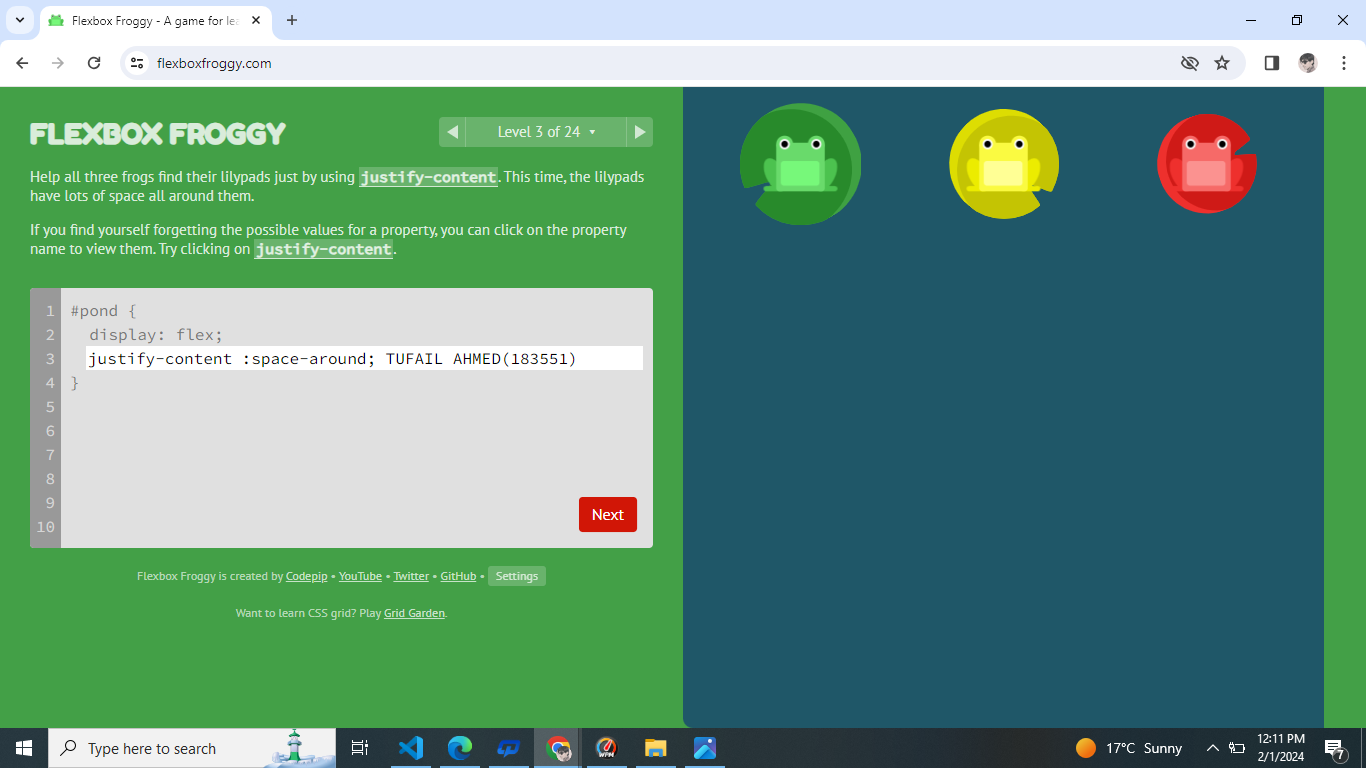 Flexbox Froggy - A game for lea
flexboxfroggy.com
FLEXBOX FROGGY
Level 3 of 24
Help all three frogs find their lilypads just by using justify-content. This time, the lilypads
have lots of space all around them.
If you find yourself forgetting the possible values for a property, you can click on the property
name to view them. Try clicking on justify-content.
1 #pond {
2 display: flex;
3 justify-content :space-around; TUFAIL AHMED(183551)
4 }
5
6
7
8
9
10
Next
Flexbox Froggy is created by Codepip • YouTube • Twitter • GitHub • Settings
Want to learn CSS grid? Play Grid Garden.
Type here to search
WPM
17°C Sunny
12:11 PM
2/1/2024
7